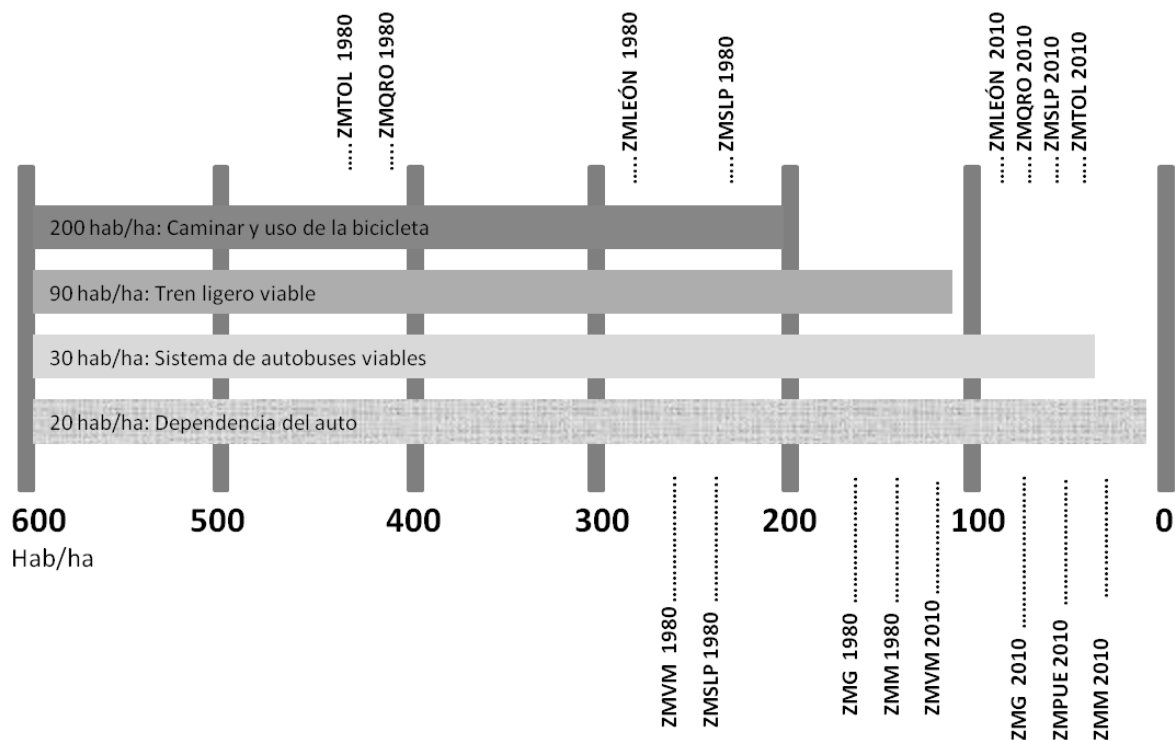 ZMTOL 1980
ZMQRO 1980
ZMLEÓN 1980
ZMSLP 1980
ZMLEÓN 2010
ZMQRO 2010
ZMSLP 2010
ZMTOL 2010
200 hab/ha: Caminar y uso de la bicicleta
90 hab/ha: Tren ligero viable
30 hab/ha: Sistema de autobuses viables
20 hab/ha: Dependencia del auto
600
500
400
300
200
100
0
Hab/ha
ZMVM 1980
ZMSLP 1980
ZMG 1980
ZMM 1980
ZMVM 2010
ZMG 2010
ZMPUE 2010
ZMM 2010